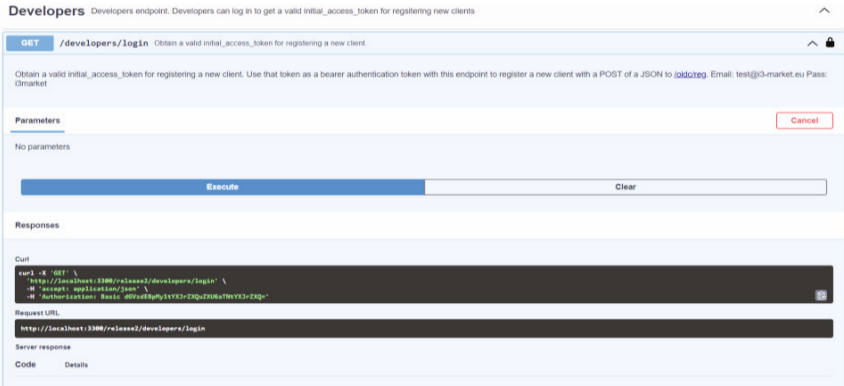 Developers Developers endpoint. Developers can log in to get a valid initial_access_token for regsitering new clients
GET /developers/login Obtain a valid initial_access_token for registering a new client.
Obtain a valid initial_access_token for registering a new client. Use that token as a bearer authentication token with this endpoint to register a new client with a POST of a JSON to /oidc/reg. Email: test@i3-market.eu Pass:
i3market
Parameters
Cancel
No parameters
Execute Clear
Responses
Curl
curl -X 'GET' \
'http://localhost:3300/release2/developers/login' \
-H 'accept: application/json' \
-H 'Authorization: Basic
Request URL
http://localhost:3300/release2/developers/login
Server response
Code Details